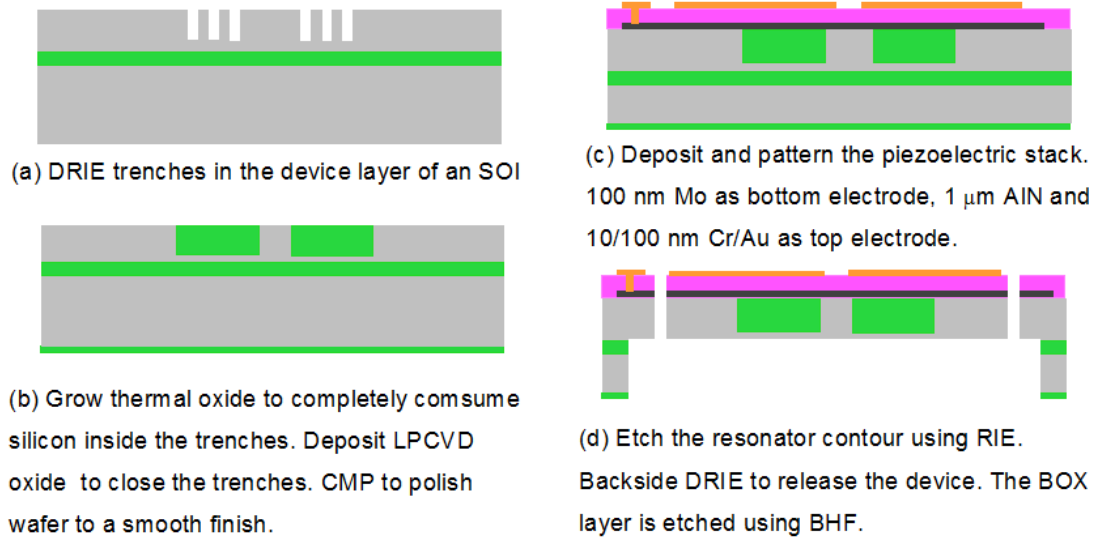 (a) DRIE trenches in the device layer of an SOI
(b) Grow thermal oxide to completely comsume
silicon inside the trenches. Deposit LPCVD
oxide to close the trenches. CMP to polish
wafer to a smooth finish.
(c) Deposit and pattern the piezoelectric stack.
100 nm Mo as bottom electrode, 1 μm AlN and
10/100 nm Cr/Au as top electrode.
(d) Etch the resonator contour using RIE.
Backside DRIE to release the device. The BOX
layer is etched using BHF.